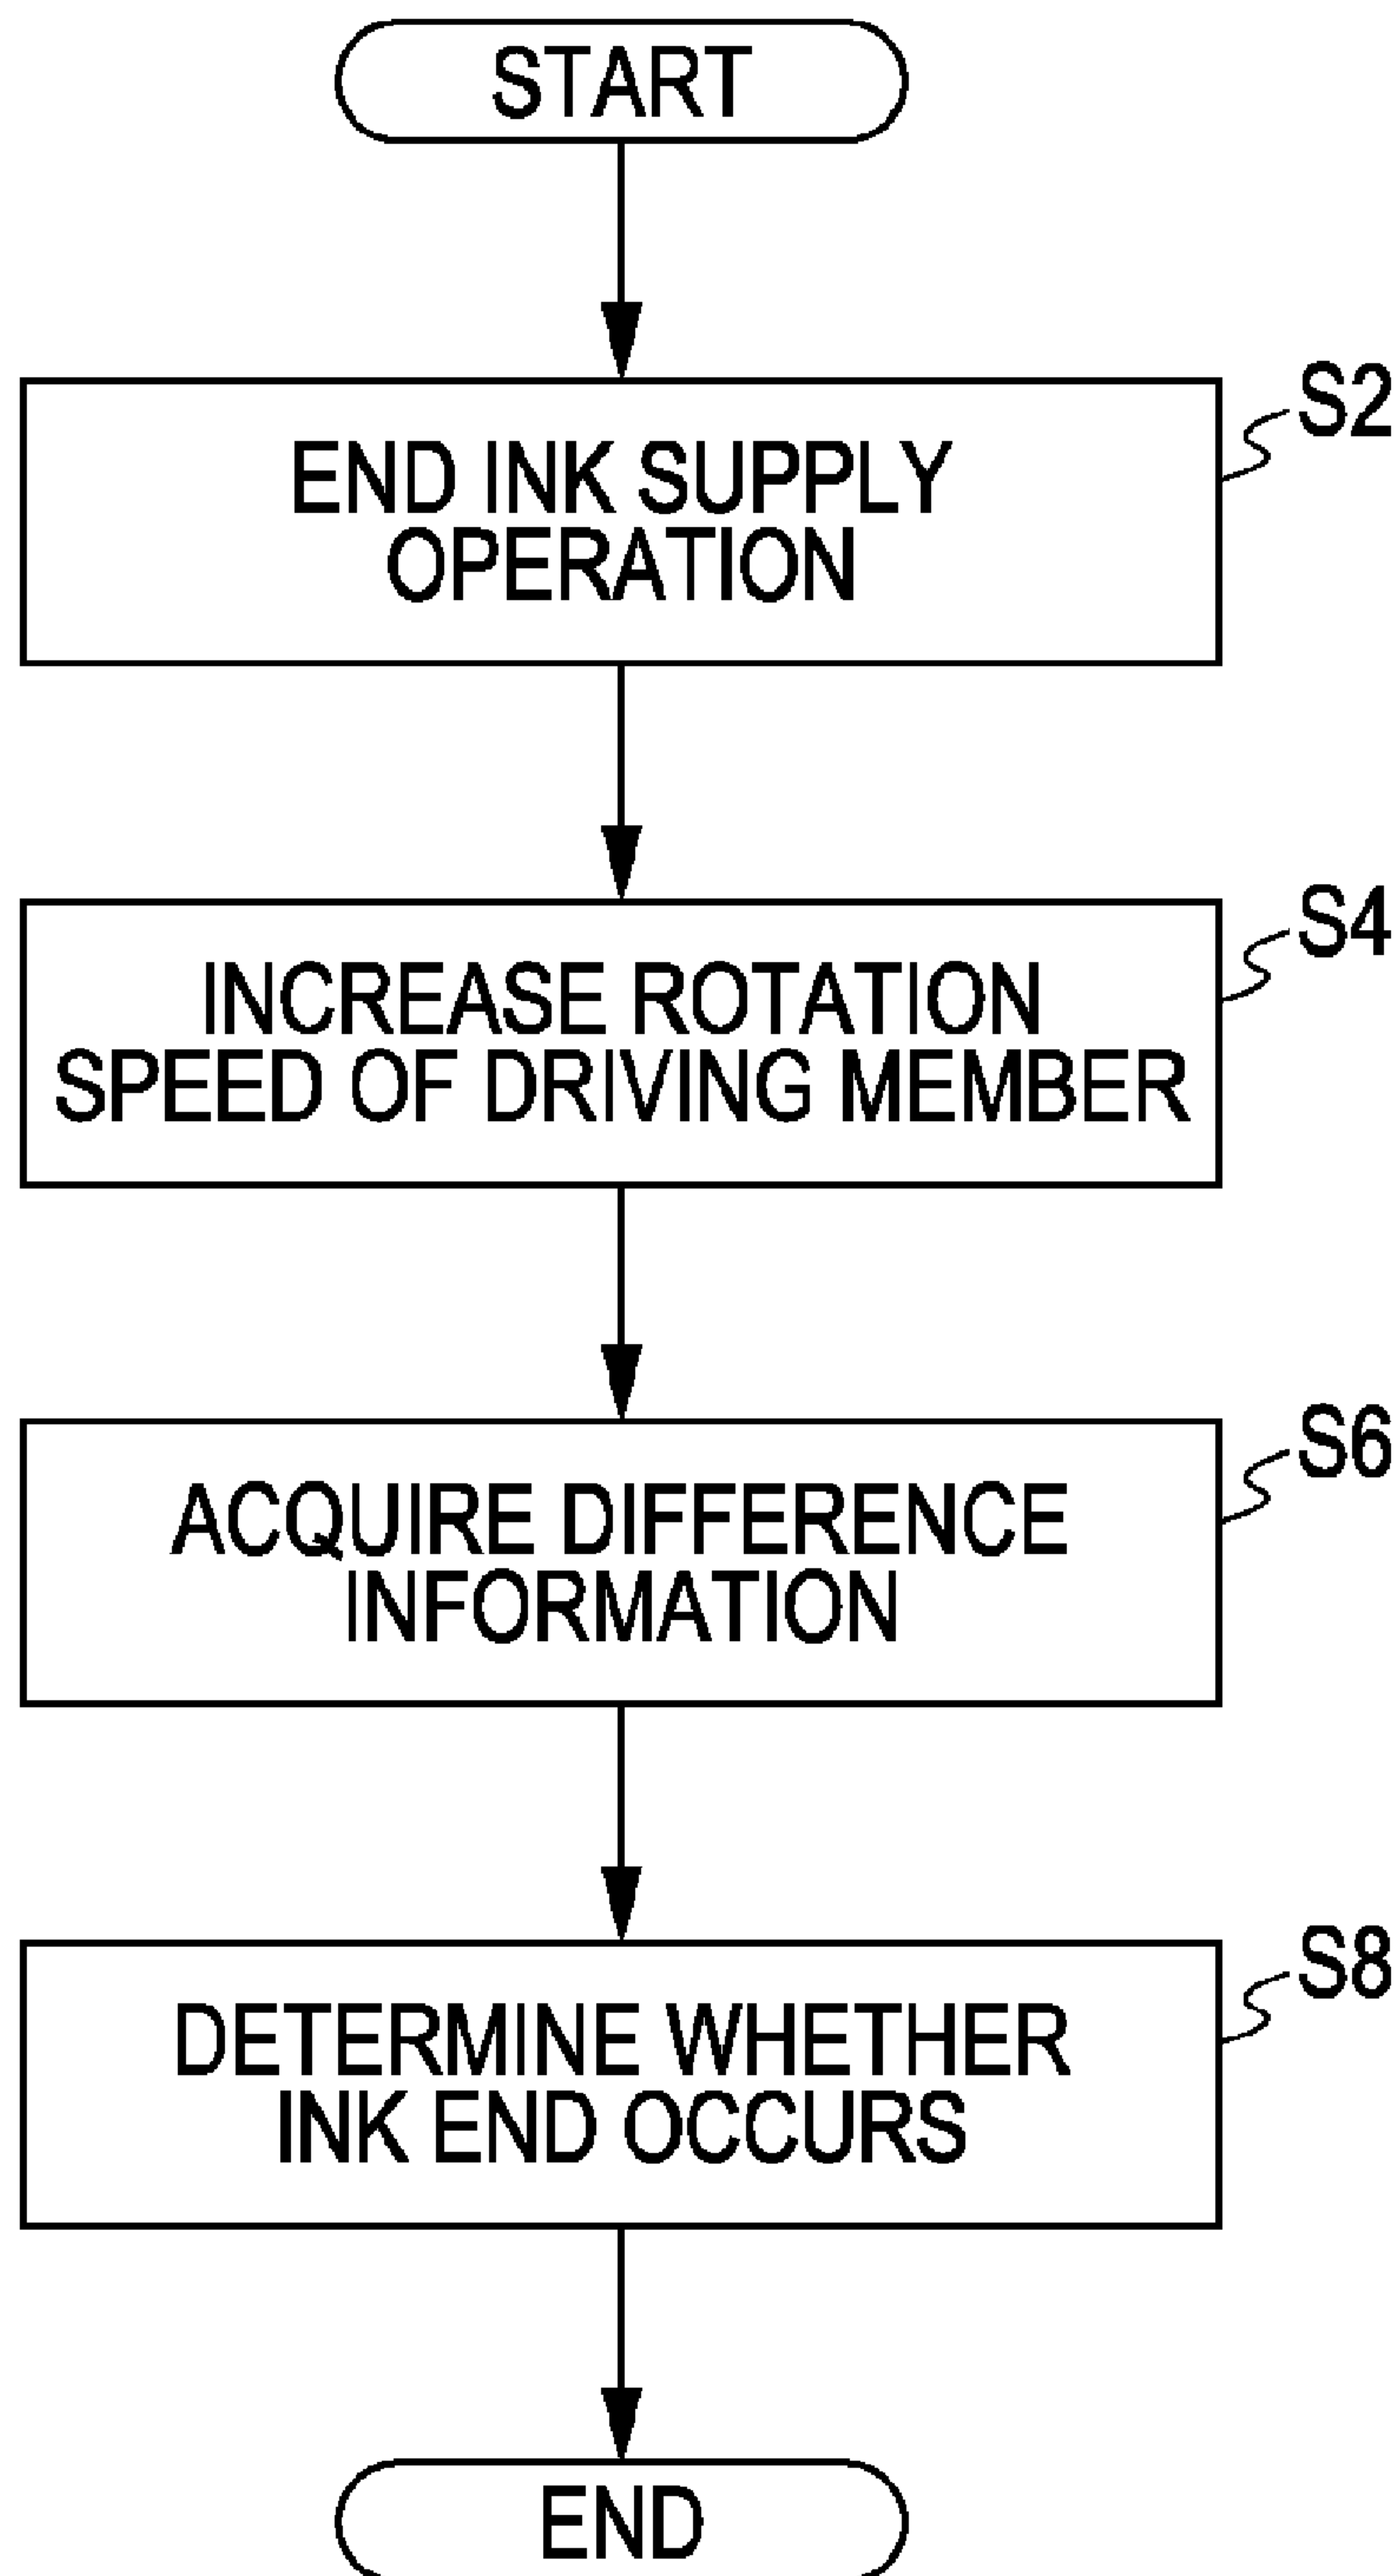 START
S2
END INK SUPPLY
OPERATION
S4
INCREASE ROTATION
SPEED OF DRIVING MEMBER
S6
ACQUIRE DIFFERENCE
INFORMATION
S8
DETERMINE WHETHER
INK END OCCURS
END